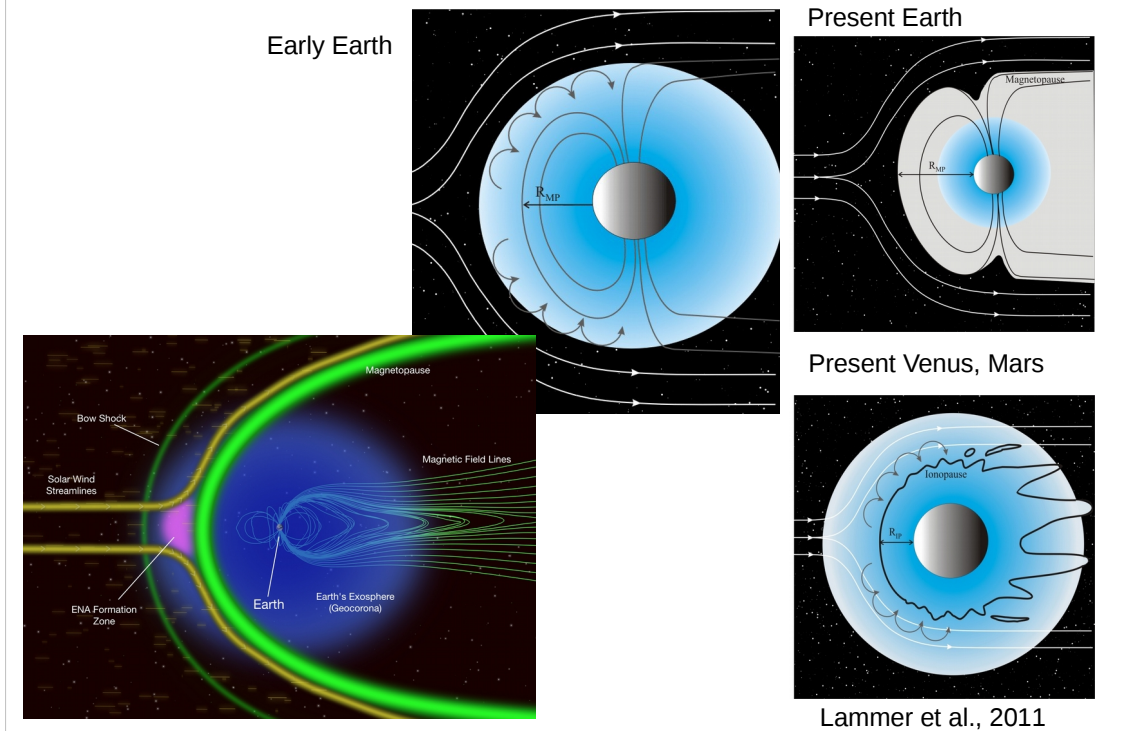 Early Earth
R_MP
Present Earth
Magnetopause
R_MP
Magnetopause
Bow Shock
Solar Wind
Streamlines
Magnetic Field Lines
Earth
Earth's Exosphere
(Geocorona)
ENA Formation
Zone
Present Venus, Mars
Ionopause
R_IP
Lammer et al., 2011